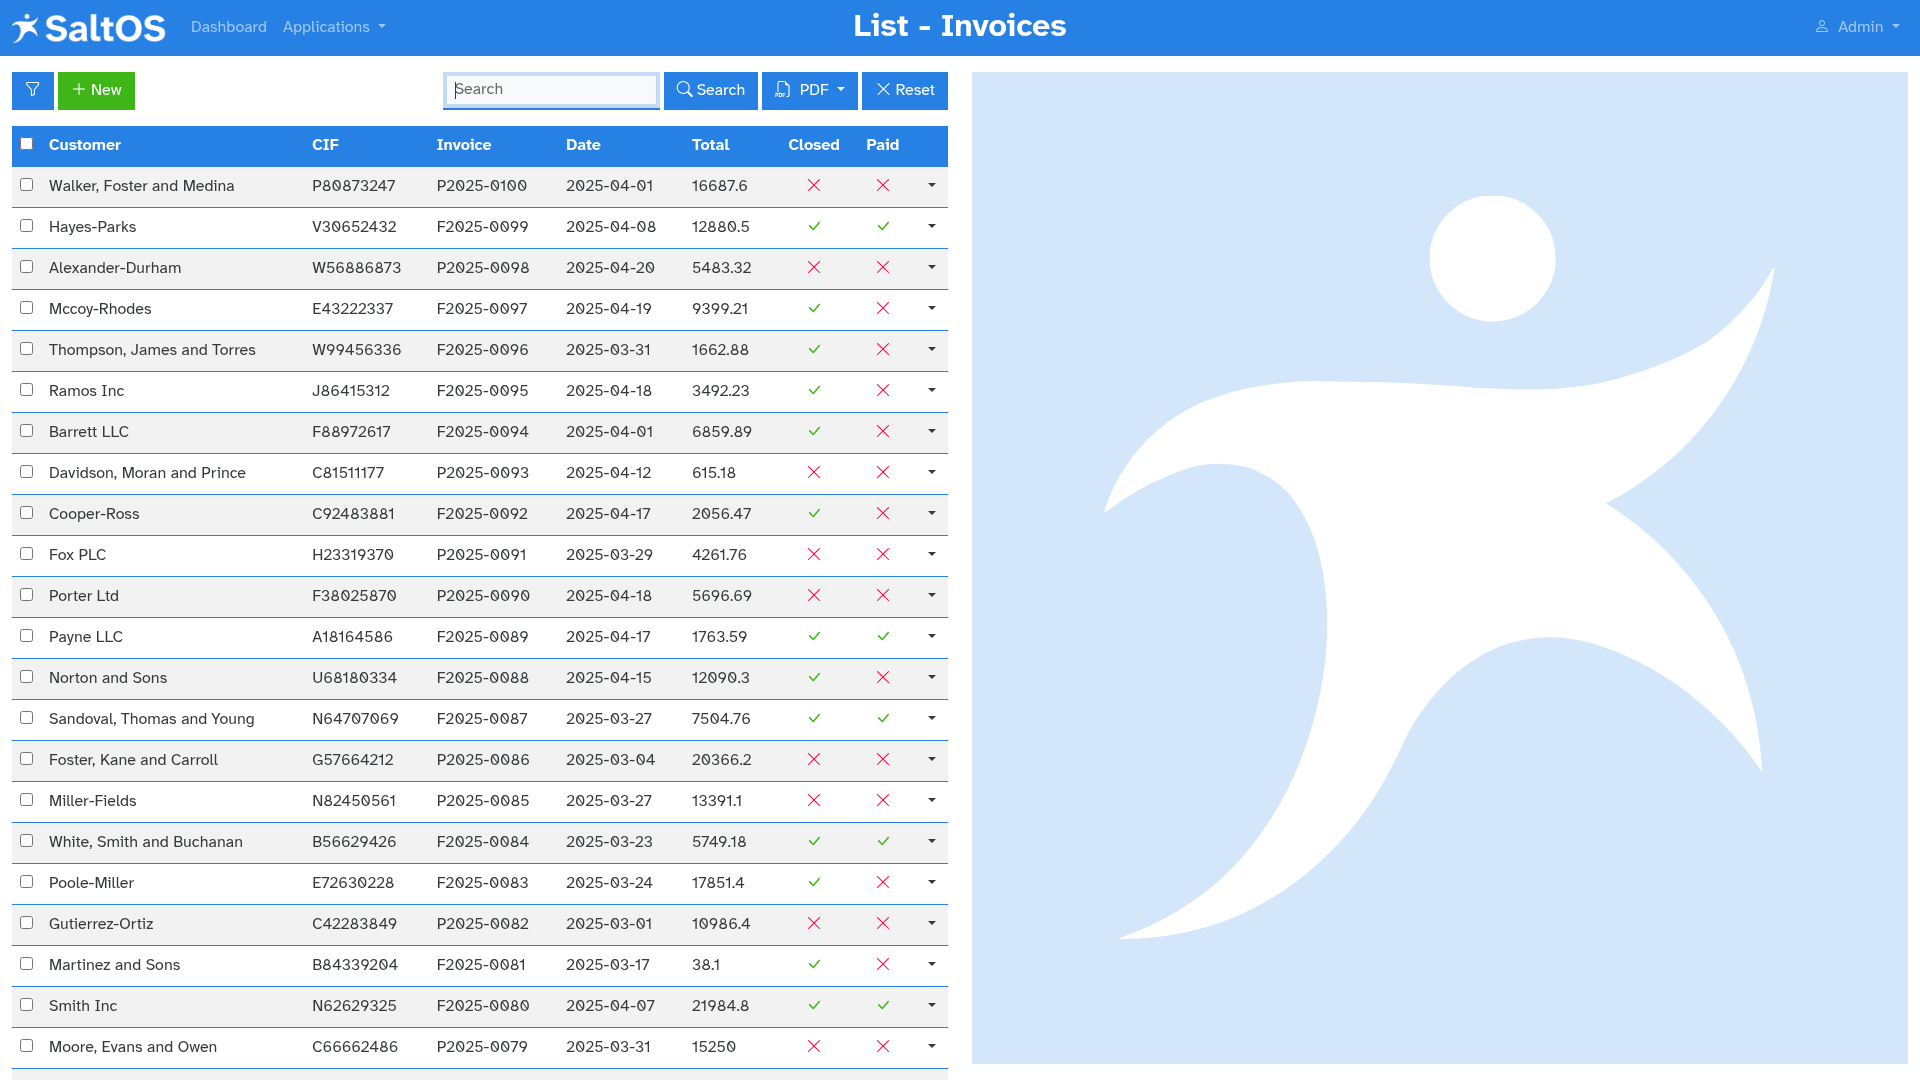 SaltOS Dashboard Applications List - Invoices Admin
New Search Search PDF Reset
Customer CIF Invoice Date Total Closed Paid
Walker, Foster and Medina P80873247 P2025-0100 2025-04-01 16687.6
Hayes-Parks V30652432 F2025-0099 2025-04-08 12880.5
Alexander-Durham W56886873 P2025-0098 2025-04-20 5483.32
Mccoy-Rhodes E43222337 F2025-0097 2025-04-19 9399.21
Thompson, James and Torres W99456336 F2025-0096 2025-03-31 1662.88
Ramos Inc J86415312 F2025-0095 2025-04-18 3492.23
Barrett LLC F88972617 F2025-0094 2025-04-01 6859.89
Davidson, Moran and Prince C81511177 P2025-0093 2025-04-12 615.18
Cooper-Ross C92483881 F2025-0092 2025-04-17 2056.47
Fox PLC H23319370 P2025-0091 2025-03-29 4261.76
Porter Ltd F38025870 P2025-0090 2025-04-18 5696.69
Payne LLC A18164586 F2025-0089 2025-04-17 1763.59
Norton and Sons U68180334 F2025-0088 2025-04-15 12090.3
Sandoval, Thomas and Young N64707069 F2025-0087 2025-03-27 7504.76
Foster, Kane and Carroll G57664212 P2025-0086 2025-03-04 20366.2
Miller-Fields N82450561 P2025-0085 2025-03-27 13391.1
White, Smith and Buchanan B56629426 F2025-0084 2025-03-23 5749.18
Poole-Miller E72630228 F2025-0083 2025-03-24 17851.4
Gutierrez-Ortiz C42283849 P2025-0082 2025-03-01 10986.4
Martinez and Sons B84339204 F2025-0081 2025-03-17 38.1
Smith Inc N62629325 F2025-0080 2025-04-07 21984.8
Moore, Evans and Owen C66662486 P2025-0079 2025-03-31 15250